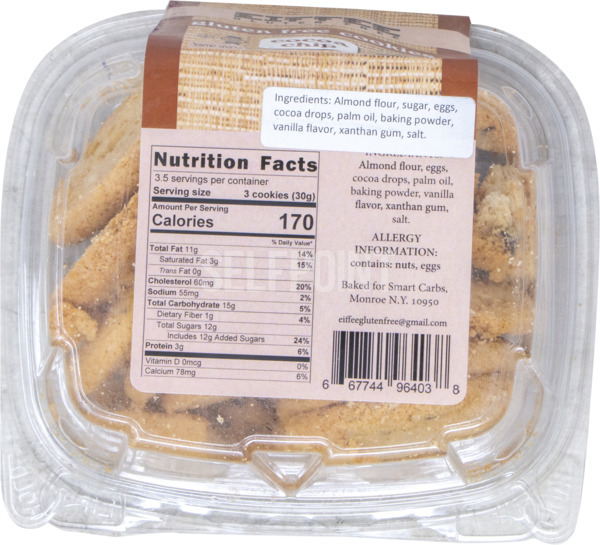 gluten free cookies
cocoa
chip
Ingredients: Almond flour, sugar, eggs,
cocoa drops, palm oil, baking powder,
vanilla flavor, xanthan gum, salt.
Almond flour, eggs,
cocoa drops, palm oil,
baking powder, vanilla
flavor, xanthan gum,
salt.
ALLERGY
INFORMATION:
contains: nuts, eggs
Baked for Smart Carbs,
Monroe N.Y. 10950
eiffeeglutenfree@gmail.com
6 67744 96403 8
Nutrition Facts
3.5 servings per container
Serving size 3 cookies (30g)
Amount Per Serving
Calories 170
% Daily Value*
Total Fat 11g 14%
Saturated Fat 3g 15%
Trans Fat 0g
Cholesterol 60mg 20%
Sodium 55mg 2%
Total Carbohydrate 15g 5%
Dietary Fiber 1g 4%
Total Sugars 12g
Includes 12g Added Sugars 24%
Protein 3g 6%
Vitamin D 0mcg 0%
Calcium 78mg 6%